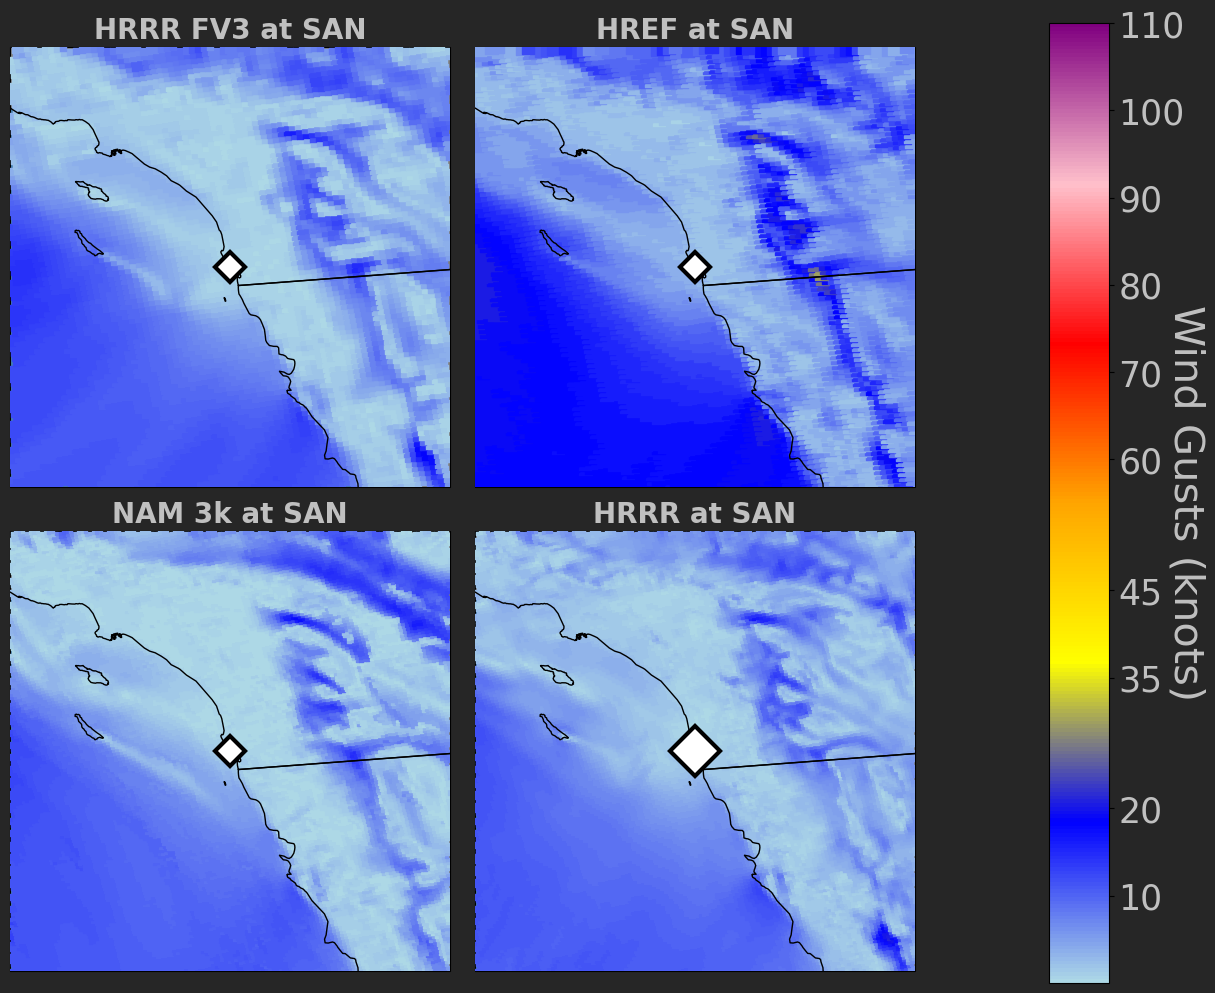 HRRR FV3 at SAN
HREF at SAN
NAM 3k at SAN
HRRR at SAN
110
100
90
80
70
60
45
35
20
10
Wind Gusts (knots)